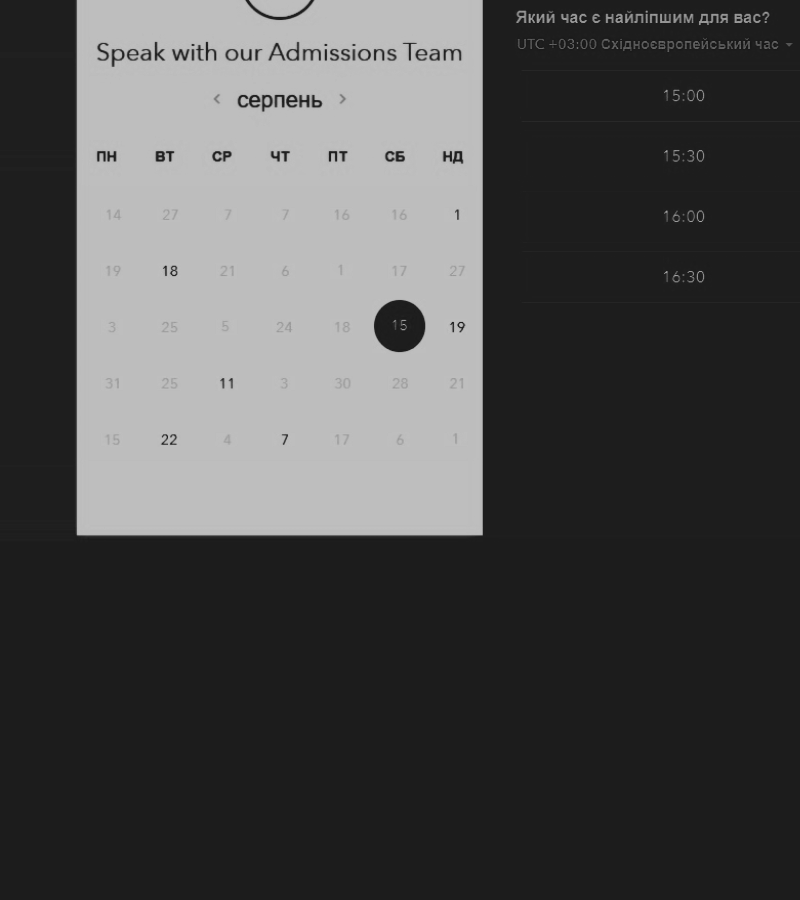 Speak with our Admissions Team
серпень
ПН ВТ СР ЧТ ПТ СБ НД
14 27 7 7 16 16 1
19 18 21 6 1 17 27
3 25 5 24 18 15 19
31 25 11 3 30 28 21
15 22 4 7 17 6 1
Який час є найліпшим для вас?
UTC +03:00 Східноєвропейський час
15:00
15:30
16:00
16:30